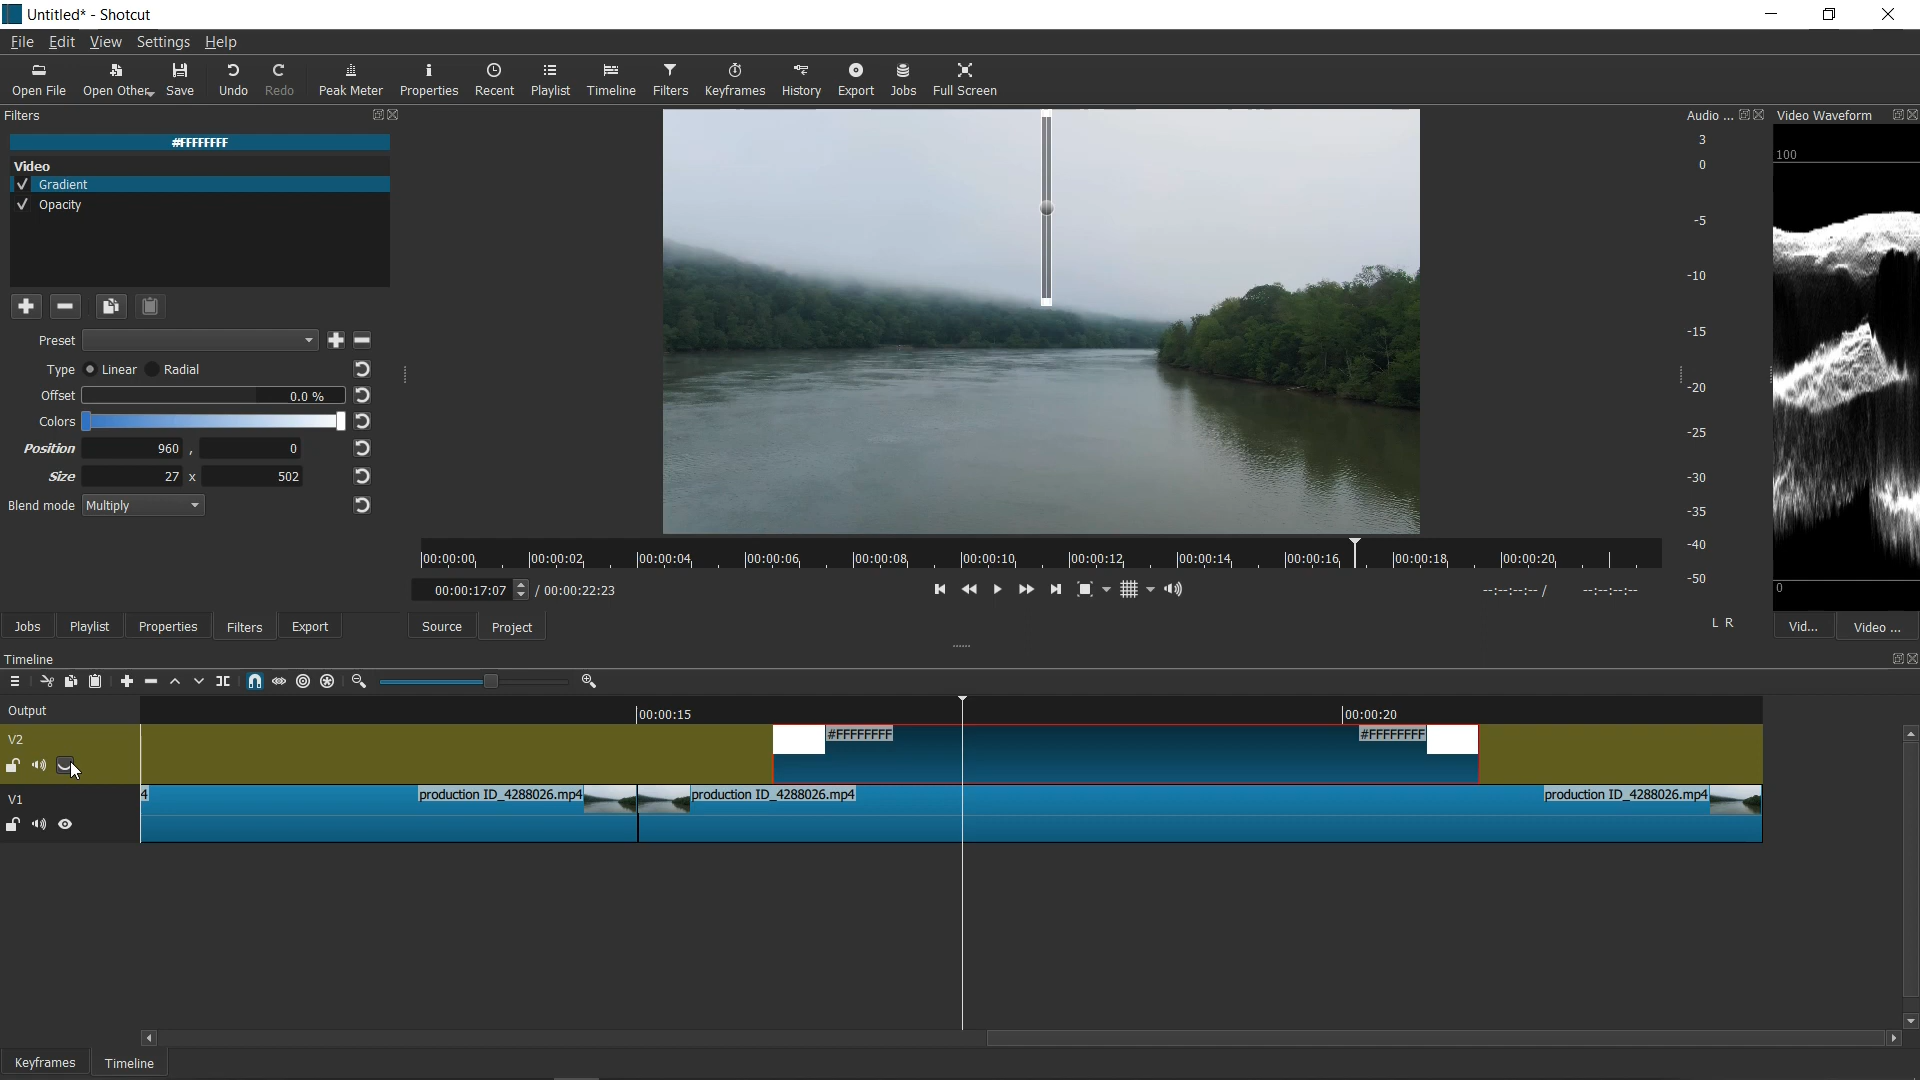 Untitled* - Shotcut
File Edit View Settings Help
Open File Open Other Save Undo Redo Peak Meter Properties Recent Playlist Timeline Filters Keyframes History Export Jobs Full Screen
Filters
#FFFFFFFF
Video
Gradient
Opacity
Preset
Type Linear Radial
Offset 0.0 %
Colors
Position 960 , 0
Size 27 x 502
Blend mode Multiply
Jobs Playlist Properties Filters Export
00:00:00 00:00:02 00:00:04 00:00:06 00:00:08 00:00:10 00:00:12 00:00:14 00:00:16 00:00:18 00:00:20
00:00:17:07 / 00:00:22:23
--:--:--:-- / --:--:--:--
Source Project
Audio ...
3
0
-5
-10
-15
-20
-25
-30
-35
-40
-50
L R
Video Waveform
100
0
Vid... Video ...
Timeline
Output
00:00:15 00:00:20
V2
#FFFFFFFF #FFFFFFFF
V1
4 production ID_4288026.mp4 production ID_4288026.mp4 production ID_4288026.mp4
Keyframes Timeline